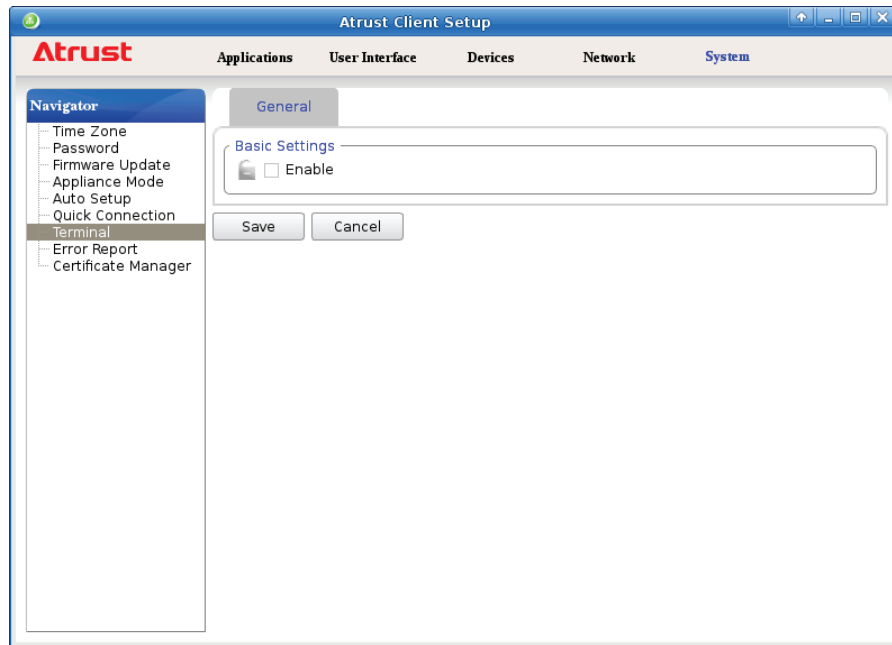 Atrust Client Setup
Atrust
Applications User Interface Devices Network System
Navigator
Time Zone
Password
Firmware Update
Appliance Mode
Auto Setup
Quick Connection
Terminal
Error Report
Certificate Manager
General
Basic Settings
Enable
Save Cancel